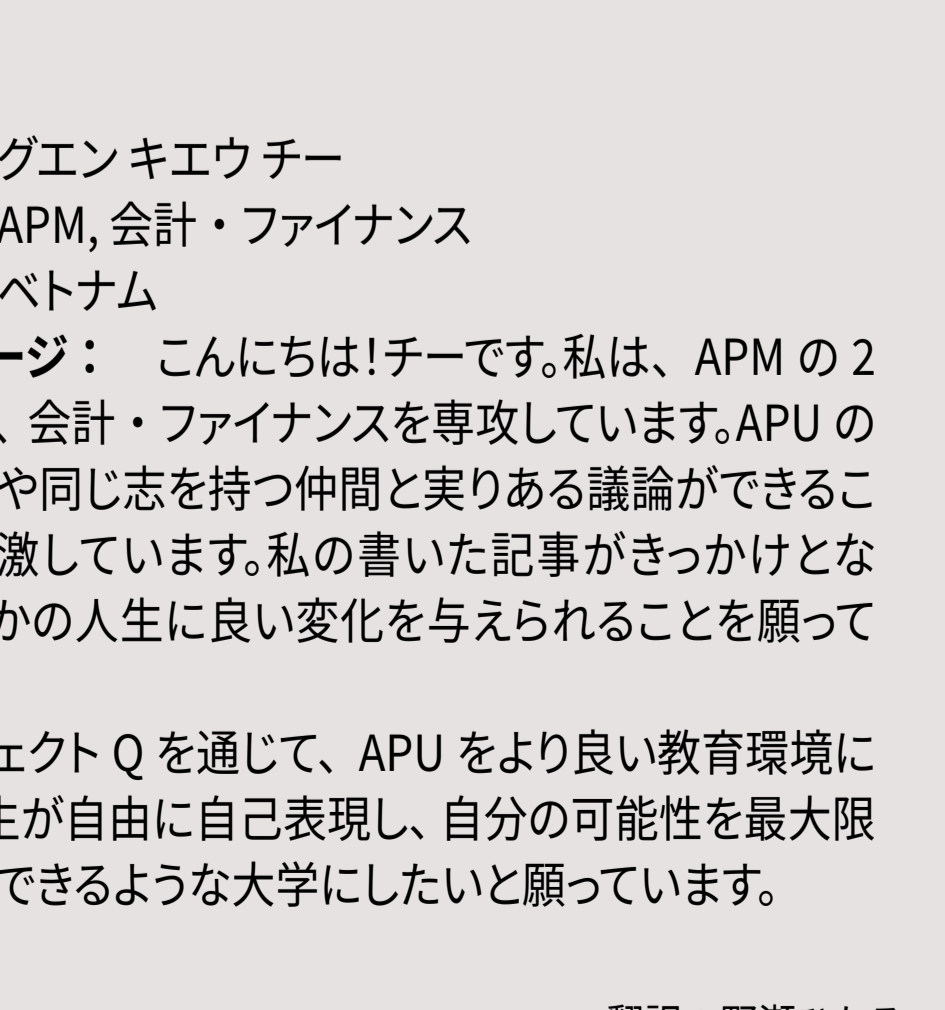 グエン キエウ チー
APM, 会計・ファイナンス
ベトナム
ージ： こんにちは！チーです。私は、APM の 2
、会計・ファイナンスを専攻しています。APU の
や同じ志を持つ仲間と実りある議論ができるこ
激しています。私の書いた記事がきっかけとな
かの人生に良い変化を与えられることを願って
ェクト Q を通じて、APU をより良い教育環境に
生が自由に自己表現し、自分の可能性を最大限
できるような大学にしたいと願っています。